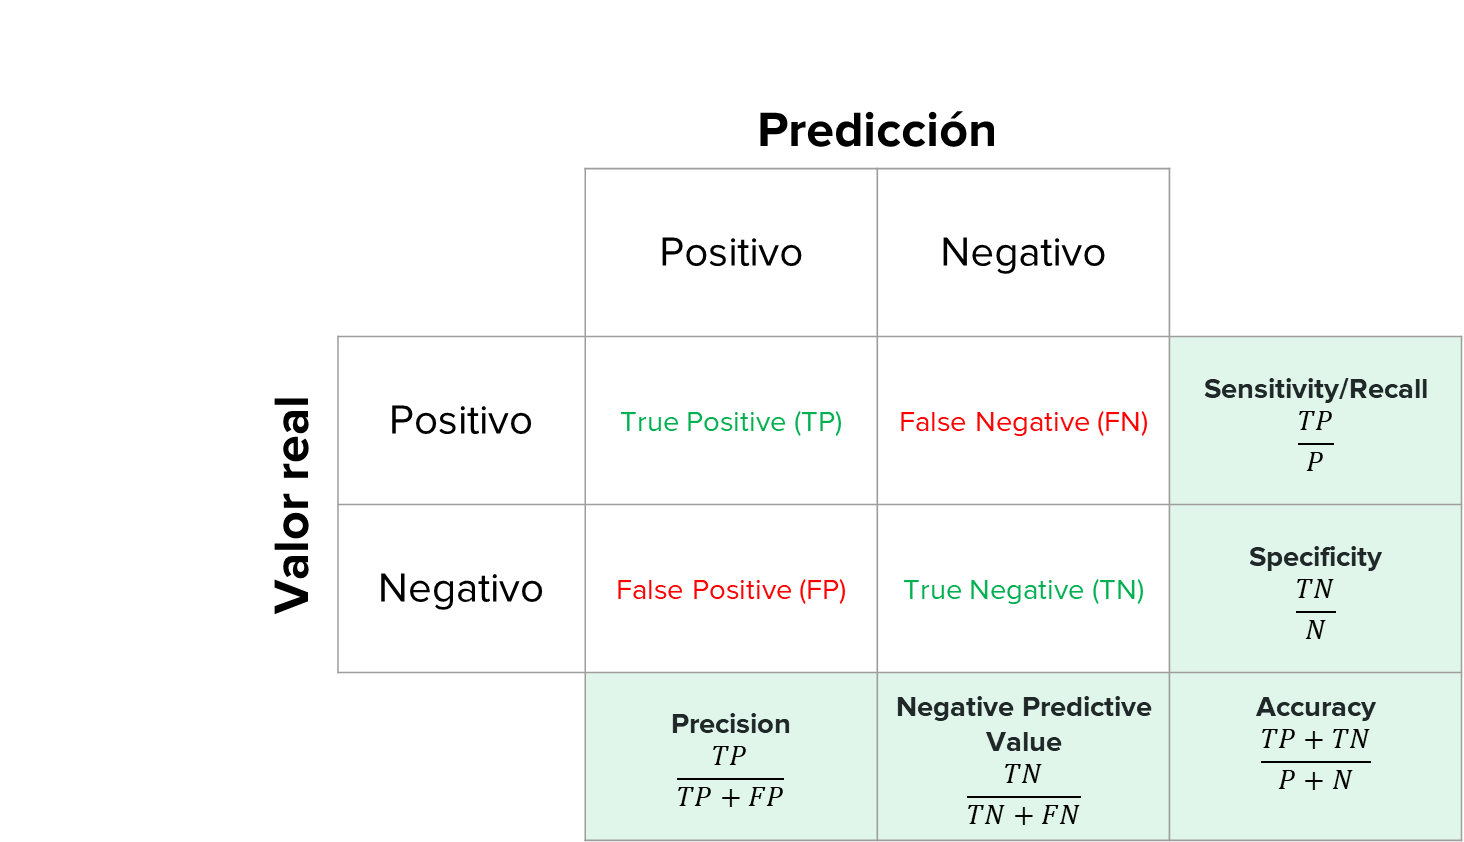 Predicción
Positivo
Negativo
Valor real
Positivo
True Positive (TP)
False Negative (FN)
Sensitivity/Recall
TP
P
Negativo
False Positive (FP)
True Negative (TN)
Specificity
TN
N
Precision
TP
TP + FP
Negative Predictive
Value
TN
TN + FN
Accuracy
TP + TN
P + N